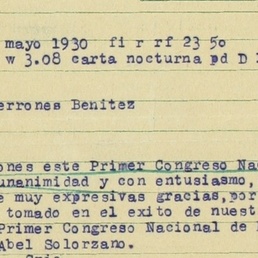 mayo 1930 fi r rf 23 50
w 3.08 carta nocturna pd D
errones Benitez
ones este Primer Congreso Na
unanimidad y con entusiasmo,
e muy expresivas gracias, por
tomado en el exito de nuest
Primer Congreso Nacional de
Abel Solorzano.